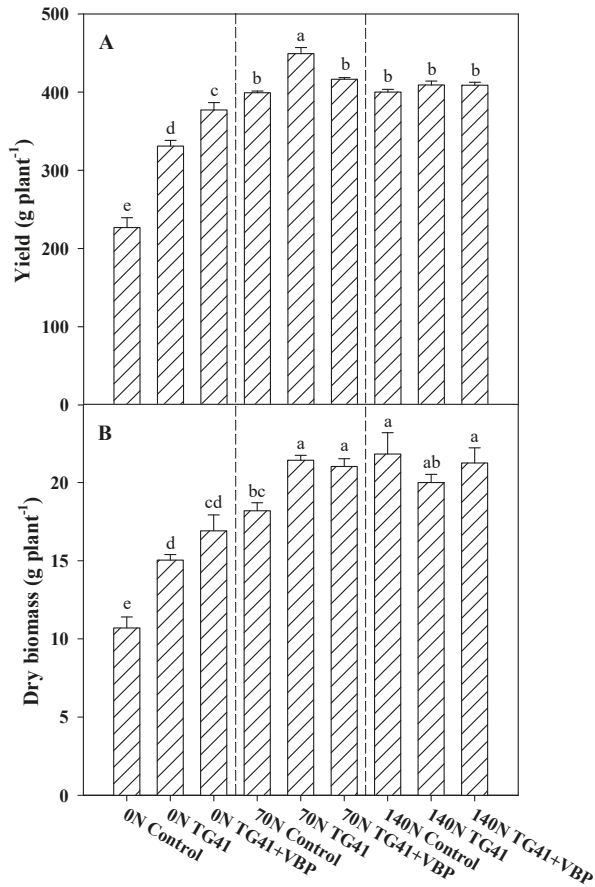 500
A
a
b
b
b
b
b
c
400
d
300
e
200
100
0
Yield (g plant⁻¹)
B
a
a
a
a
ab
20
bc
cd
d
15
e
10
5
0
Dry biomass (g plant⁻¹)
0N Control
0N TG41
0N TG41+VBP
70N Control
70N TG41
70N TG41+VBP
140N Control
140N TG41
140N TG41+VBP